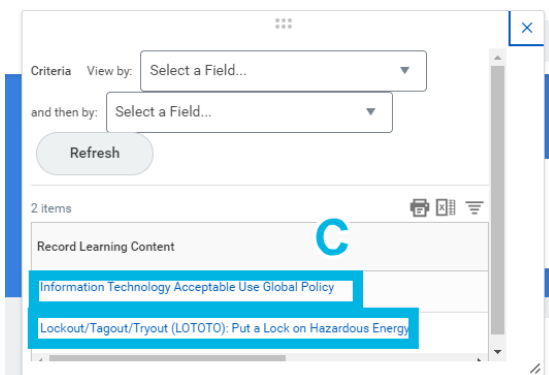 Criteria View by: Select a Field...
and then by: Select a Field...
Refresh
2 items
C
Record Learning Content
Information Technology Acceptable Use Global Policy
Lockout/Tagout/Tryout (LOTOTO): Put a Lock on Hazardous Energy